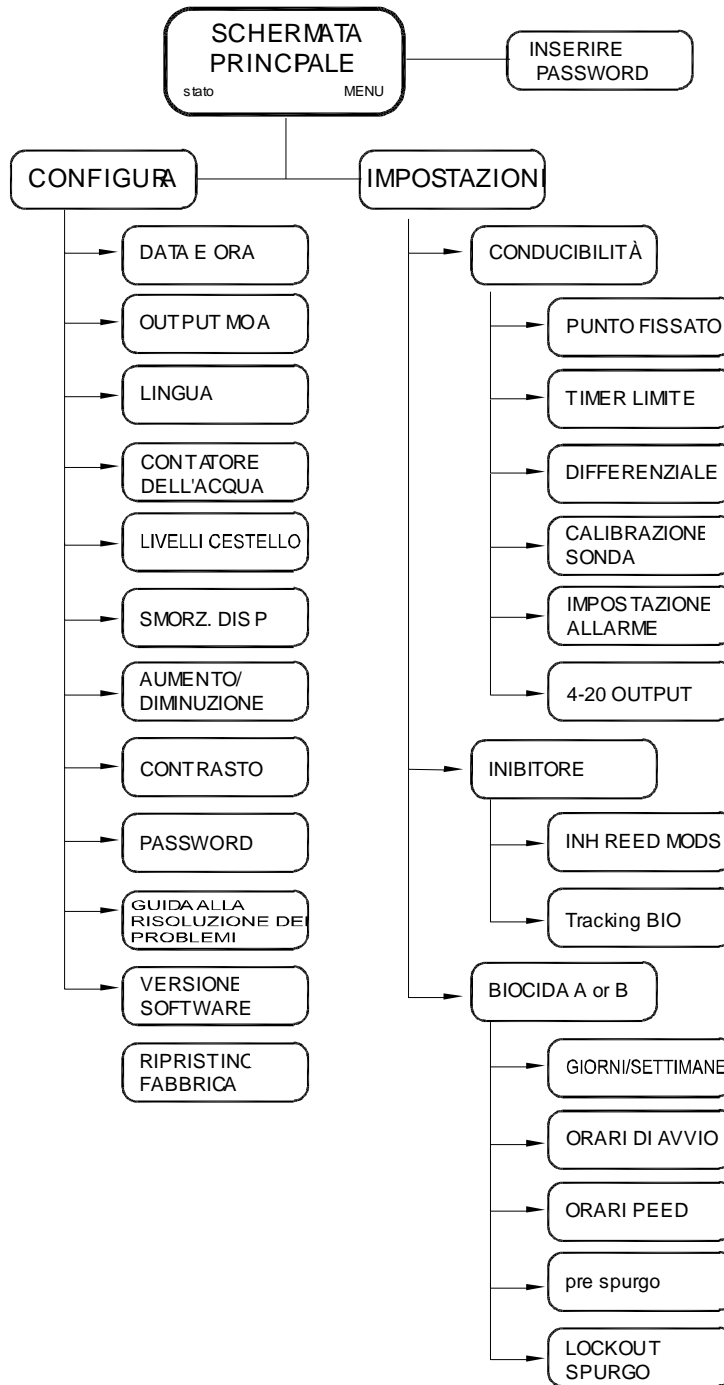 SCHERMATA
PRINCPALE
stato MENU
INSERIRE
PASSWORD
CONFIGURA
DATA E ORA
OUTPUT MOA
LINGUA
CONTATORE
DELL'ACQUA
LIVELLI CESTELLO
SMORZ. DISP
AUMENTO/
DIMINUZIONE
CONTRASTO
PASSWORD
GUIDA ALLA
RISOLUZIONE DEI
PROBLEMI
VERSIONE
SOFTWARE
RIPRISTINO
FABBRICA
IMPOSTAZIONI
CONDUCIBILITÀ
PUNTO FISSATO
TIMER LIMITE
DIFFERENZIALE
CALIBRAZIONE
SONDA
IMPOSTAZIONE
ALLARME
4-20 OUTPUT
INIBITORE
INH REED MODS
Tracking BIO
BIOCIDA A or B
GIORNI/SETTIMANE
ORARI DI AVVIO
ORARI PEED
pre spurgo
LOCKOUT
SPURGO